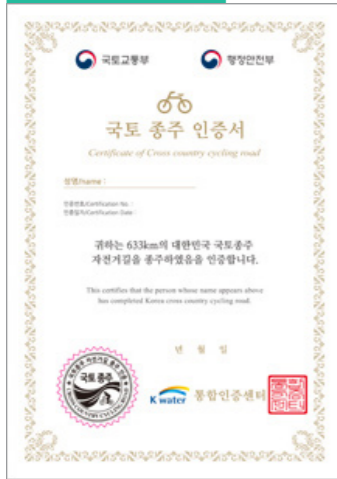 국토교통부 행정안전부
국토 종주 인증서
Certificate of Cross country cycling road
성명/name :
인증번호/Certification No. :
인증일자/Certification Date :
귀하는 633km의 대한민국 국토종주
자전거길을 종주하였음을 인증합니다.
This certifies that the person whose name appears above
has completed Korea cross country cycling road.
년 월 일
국토 종주
K water 통합인증센터